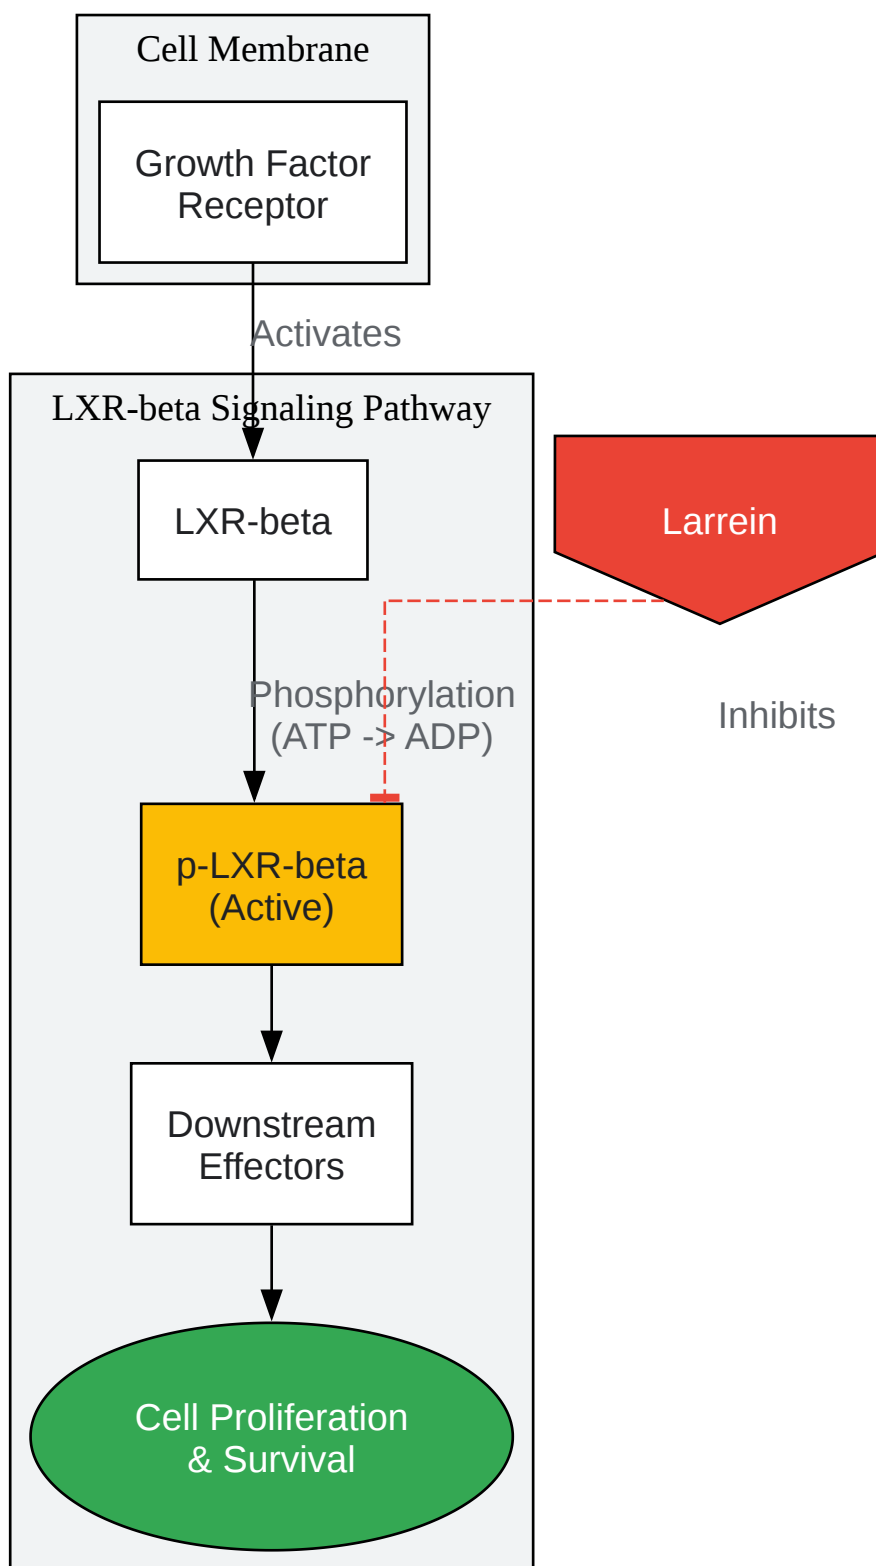 Cell Membrane
Growth Factor
Receptor
Activates
LXR-beta Signaling Pathway
LXR-beta
Larrein
Phosphorylation
(ATP -> ADP)
Inhibits
p-LXR-beta
(Active)
Downstream
Effectors
Cell Proliferation
& Survival